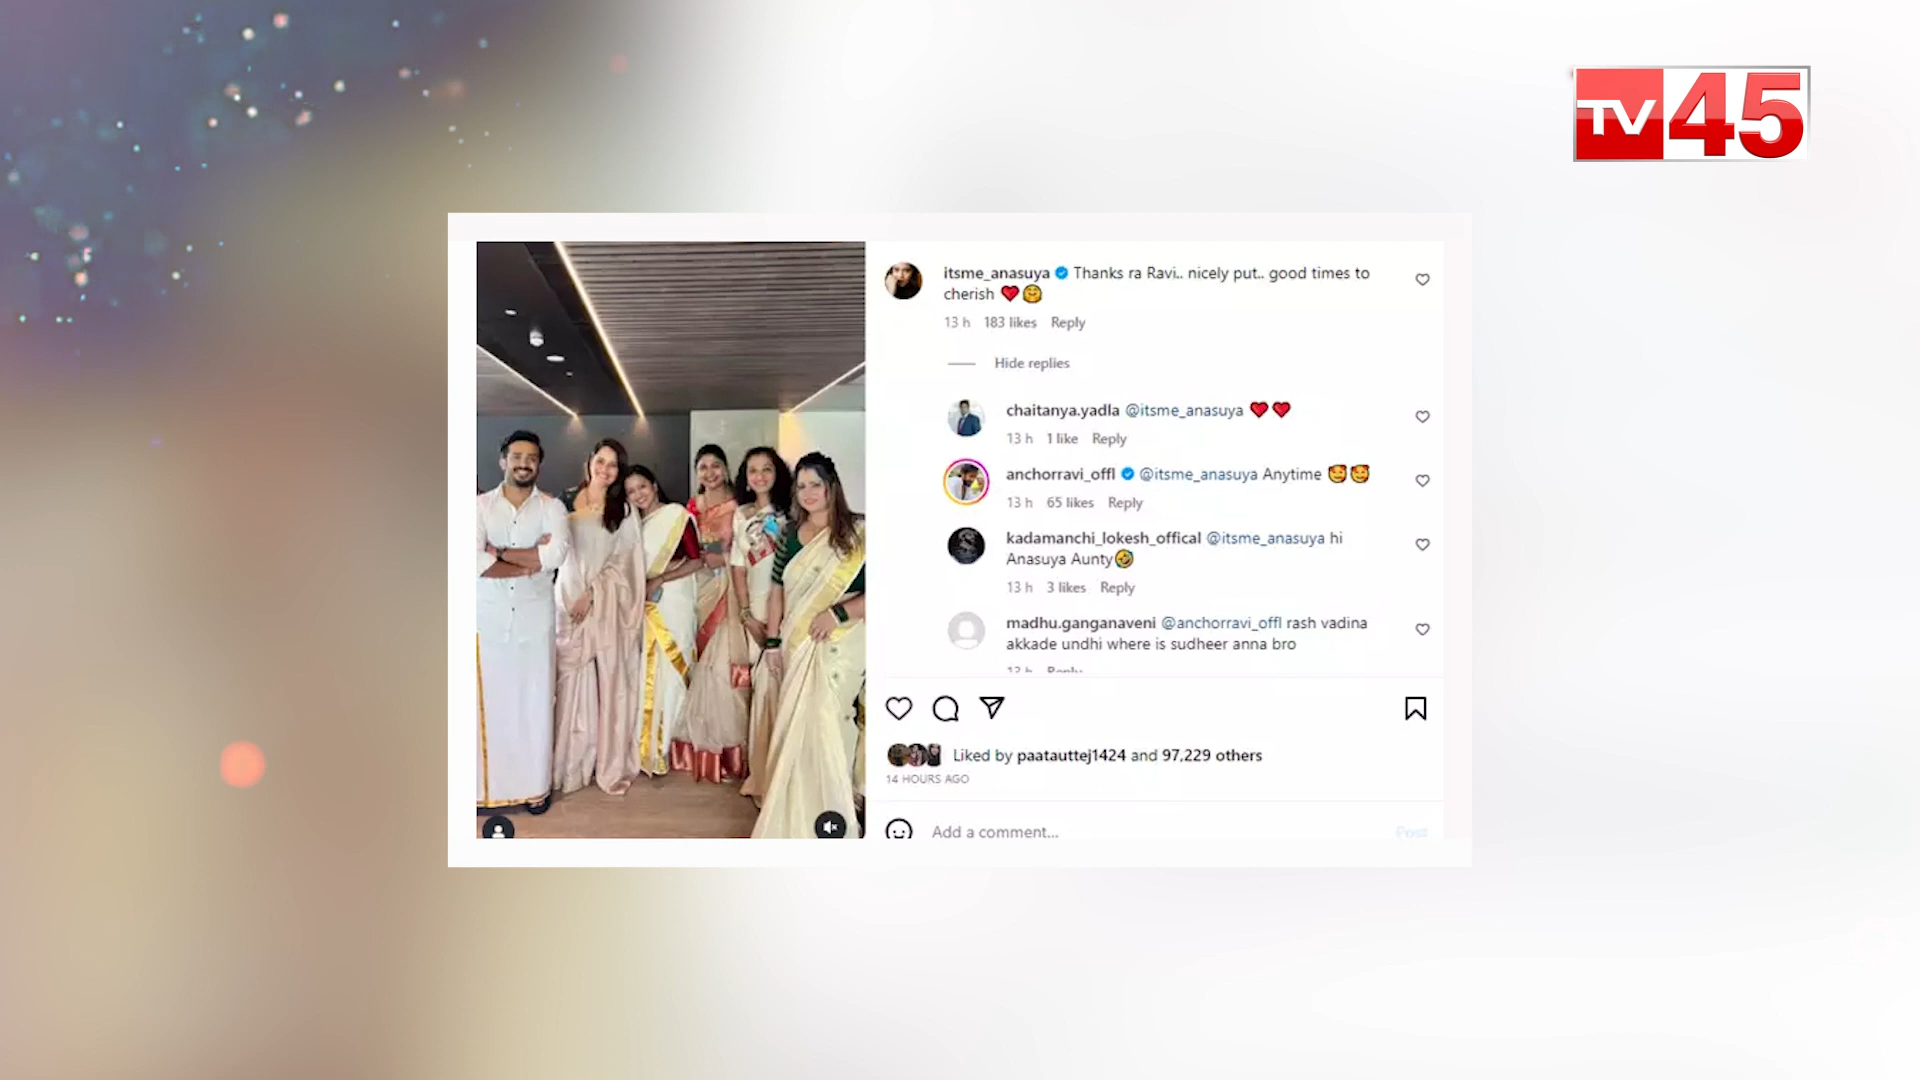 TV45
itsme_anasuya Thanks ra Ravi.. nicely put.. good times to
cherish ❤️🤗
13 h 183 likes Reply
Hide replies
chaitanya.yadla @itsme_anasuya ❤️❤️
13 h 1 like Reply
anchorravi_offl @itsme_anasuya Anytime 🥰🥰
13 h 65 likes Reply
kadamanchi_lokesh_offical @itsme_anasuya hi
Anasuya Aunty🤣
13 h 3 likes Reply
madhu.ganganaveni @anchorravi_offl rash vadina
akkade undhi where is sudheer anna bro
13 h Reply
Liked by paatauttej1424 and 97,229 others
14 HOURS AGO
Add a comment...
Post